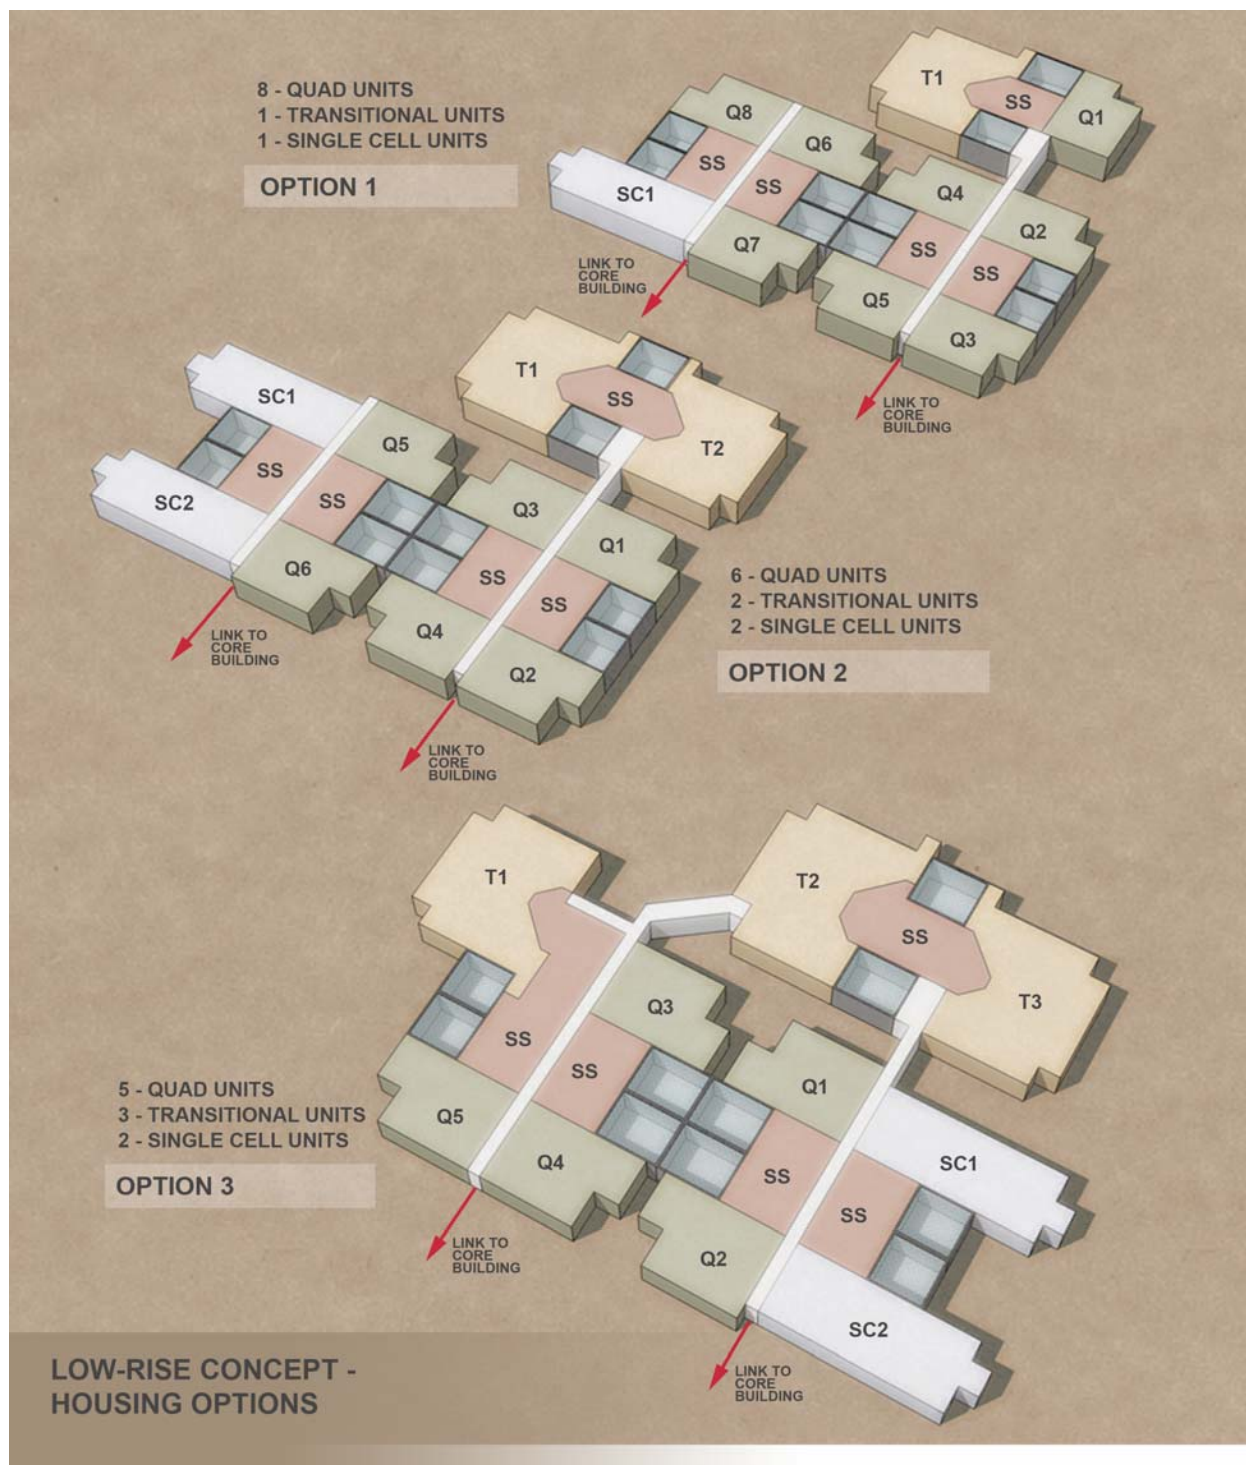 8 - QUAD UNITS
1 - TRANSITIONAL UNITS
1 - SINGLE CELL UNITS
OPTION 1
T1
SS
Q1
Q8
Q6
SS
SS
SC1
Q7
Q4
Q2
SS
SS
Q5
Q3
LINK TO
CORE
BUILDING
LINK TO
CORE
BUILDING
SC1
Q5
SS
SS
SC2
Q6
T1
SS
T2
Q3
Q1
SS
SS
Q4
Q2
LINK TO
CORE
BUILDING
LINK TO
CORE
BUILDING
6 - QUAD UNITS
2 - TRANSITIONAL UNITS
2 - SINGLE CELL UNITS
OPTION 2
T1
T2
SS
T3
Q3
SS
SS
Q1
Q5
Q4
SS
SC1
SS
Q2
SC2
5 - QUAD UNITS
3 - TRANSITIONAL UNITS
2 - SINGLE CELL UNITS
OPTION 3
LINK TO
CORE
BUILDING
LINK TO
CORE
BUILDING
LOW-RISE CONCEPT -
HOUSING OPTIONS